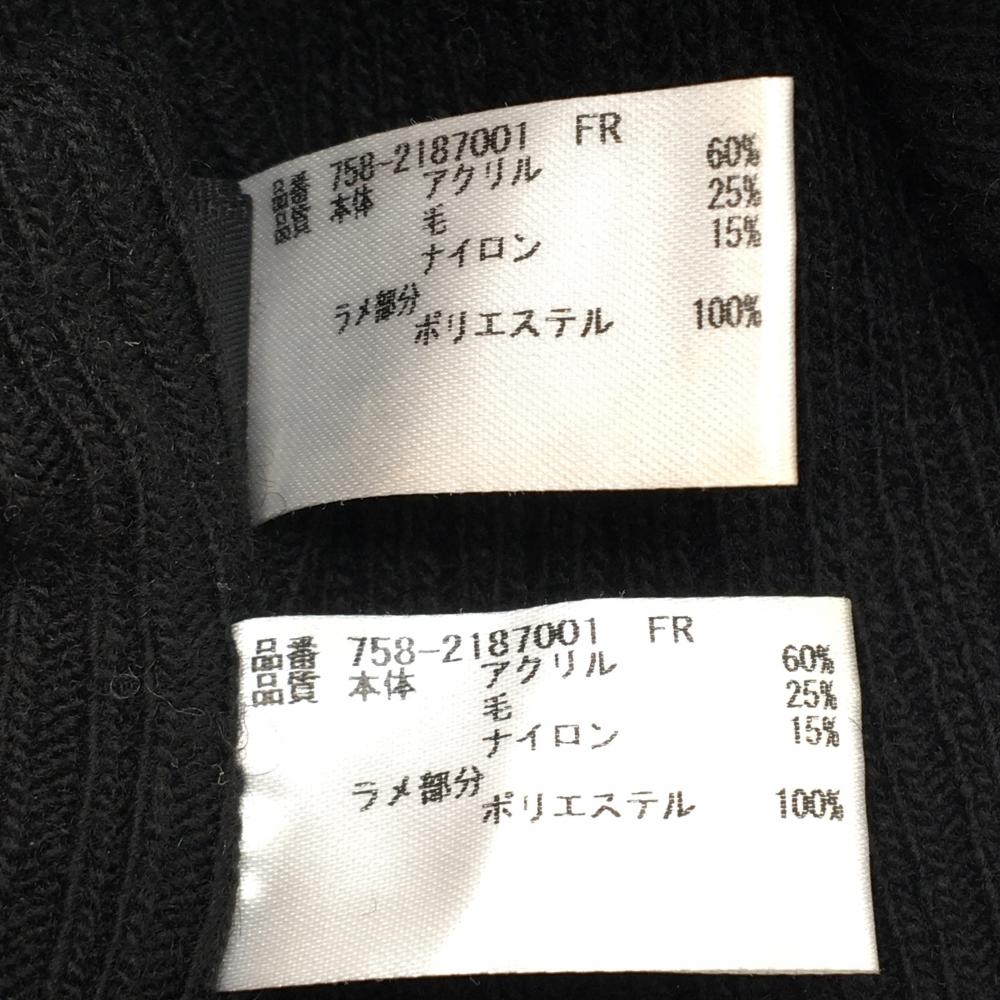 品番 758-2187001 FR
品質 本体 アクリル 60%
毛 25%
ナイロン 15%
ラメ部分
ポリエステル 100%
品番 758-2187001 FR
品質 本体 アクリル 60%
毛 25%
ナイロン 15%
ラメ部分
ポリエステル 100%